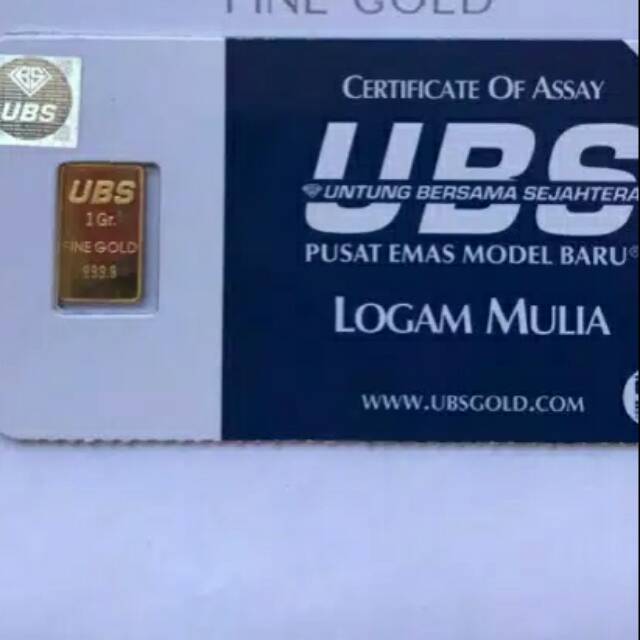 FINE GOLD
UBS
UBS
1 Gr.
FINE GOLD
999.9
CERTIFICATE OF ASSAY
UBS
UNTUNG BERSAMA SEJAHTERA
PUSAT EMAS MODEL BARU®
LOGAM MULIA
WWW.UBSGOLD.COM